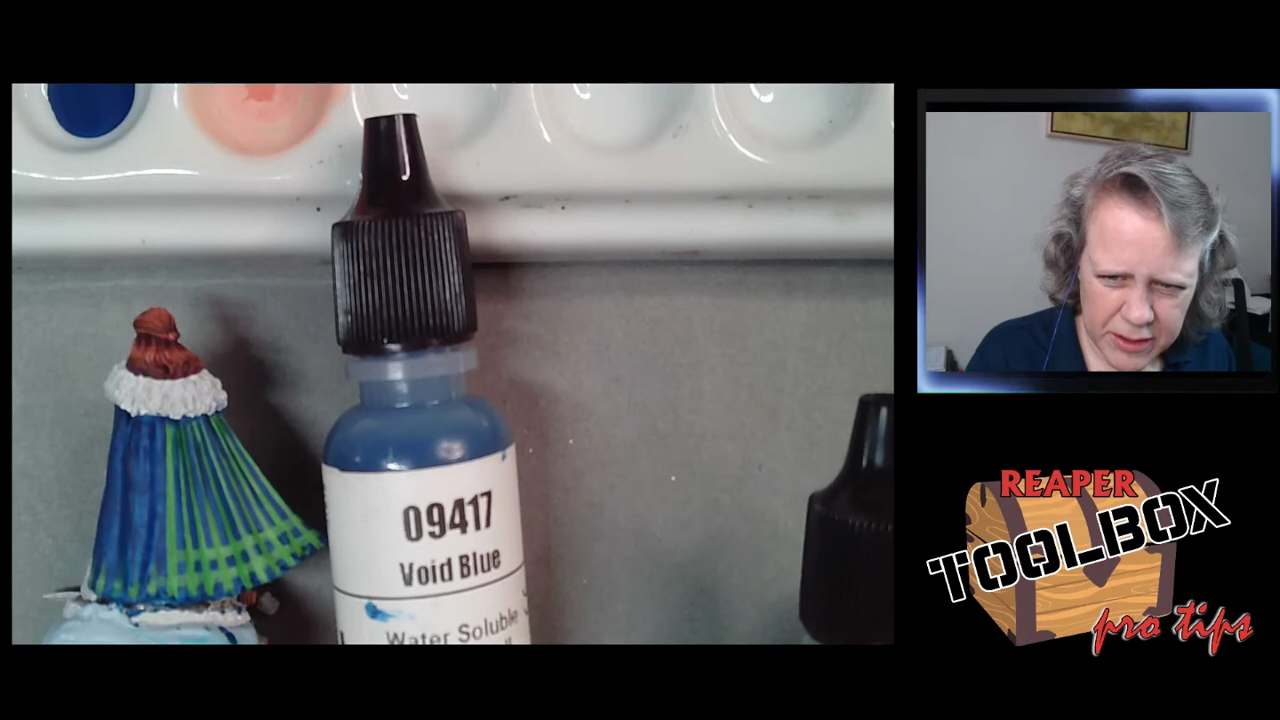 09417
Void Blue
Water Soluble
REAPER
TOOLBOX
pro tips